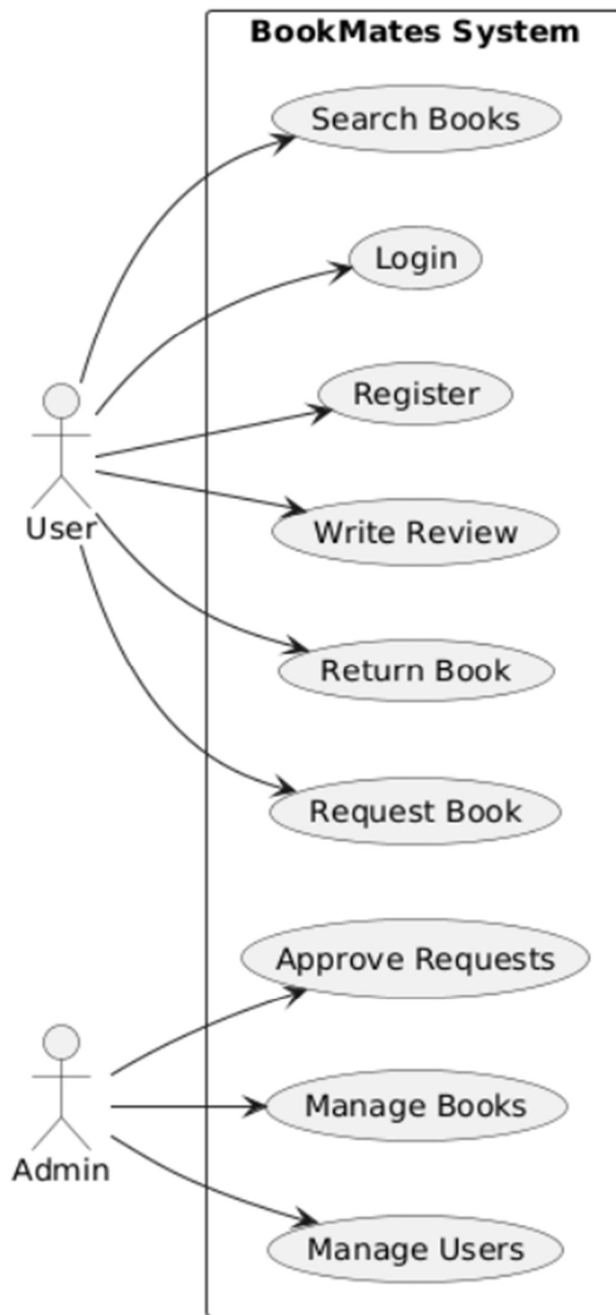 BookMates System
Search Books
Login
Register
Write Review
User
Return Book
Request Book
Approve Requests
Manage Books
Admin
Manage Users